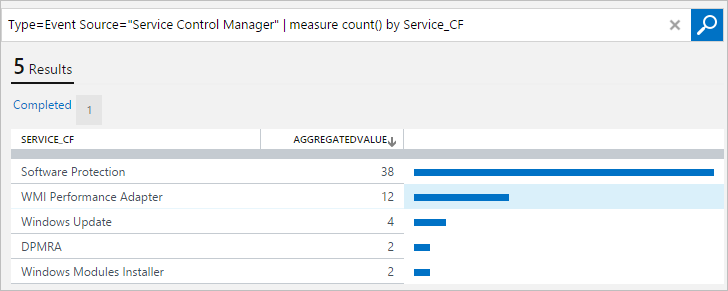 Type=Event Source="Service Control Manager" | measure count() by Service_CF
5 Results
Completed 1
SERVICE_CF AGGREGATEDVALUE
Software Protection 38
WMI Performance Adapter 12
Windows Update 4
DPMRA 2
Windows Modules Installer 2